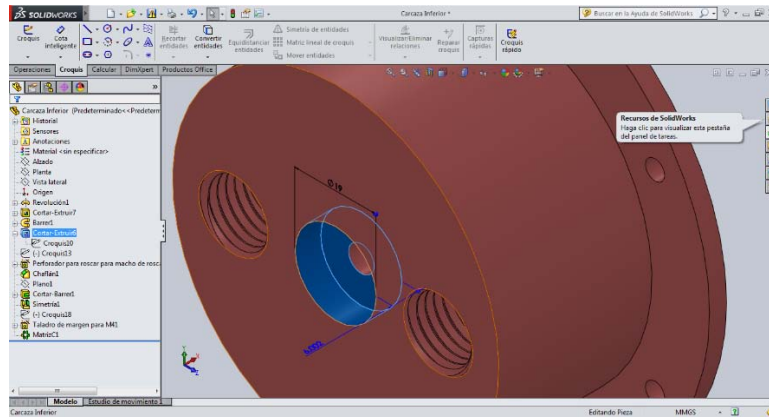 SOLIDWORKS
Carcaza Inferior *
Buscar en la Ayuda de SolidWorks
Croquis
Cota inteligente
Recortar entidades
Convertir entidades
Equidistanciar entidades
Simetría de entidades
Matriz lineal de croquis
Mover entidades
Visualizar/Eliminar relaciones
Reparar croquis
Capturas rápidas
Croquis rápido
Operaciones
Croquis
Calcular
DimXpert
Productos Office
Carcaza Inferior (Predeterminado<<Predeterm
Historial
Sensores
Anotaciones
Material <sin especificar>
Alzado
Planta
Vista lateral
Origen
Revolución1
Cortar-Extruir7
Barrer1
Cortar-Extruir6
Croquis10
(-) Croquis13
Perforador para roscar para macho de rosc
Chaflán1
Plano1
Cortar-Barrer1
Simetría1
(-) Croquis18
Taladro de margen para M41
MatrizC1
Ø19
Recursos de SolidWorks
Haga clic para visualizar esta pestaña
del panel de tareas.
Modelo
Estudio de movimiento 1
Carcaza Inferior
Editando Pieza
MMGS